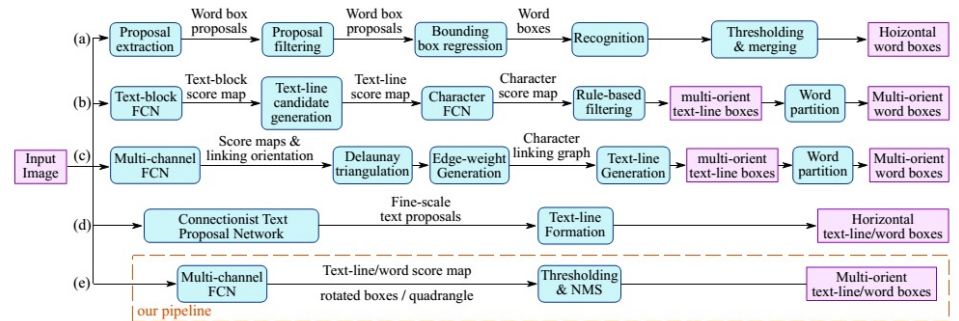 Word box
proposals
Word box
proposals
Word
boxes
(a)
Proposal
extraction
Proposal
filtering
Bounding
box regression
Recognition
Thresholding
& merging
Hoizontal
word boxes
Text-block
score map
Text-line
score map
Character
score map
(b)
Text-block
FCN
Text-line
candidate
generation
Character
FCN
Rule-based
filtering
multi-orient
text-line boxes
Word
partition
Multi-orient
word boxes
Input
Image
Score maps &
linking orientation
Character
linking graph
(c)
Multi-channel
FCN
Delaunay
triangulation
Edge-weight
Generation
Text-line
Generation
multi-orient
text-line boxes
Word
partition
Multi-orient
word boxes
Fine-scale
text proposals
(d)
Connectionist Text
Proposal Network
Text-line
Formation
Horizontal
text-line/word boxes
(e)
Multi-channel
FCN
Text-line/word score map
rotated boxes / quadrangle
Thresholding
& NMS
Multi-orient
text-line/word boxes
our pipeline